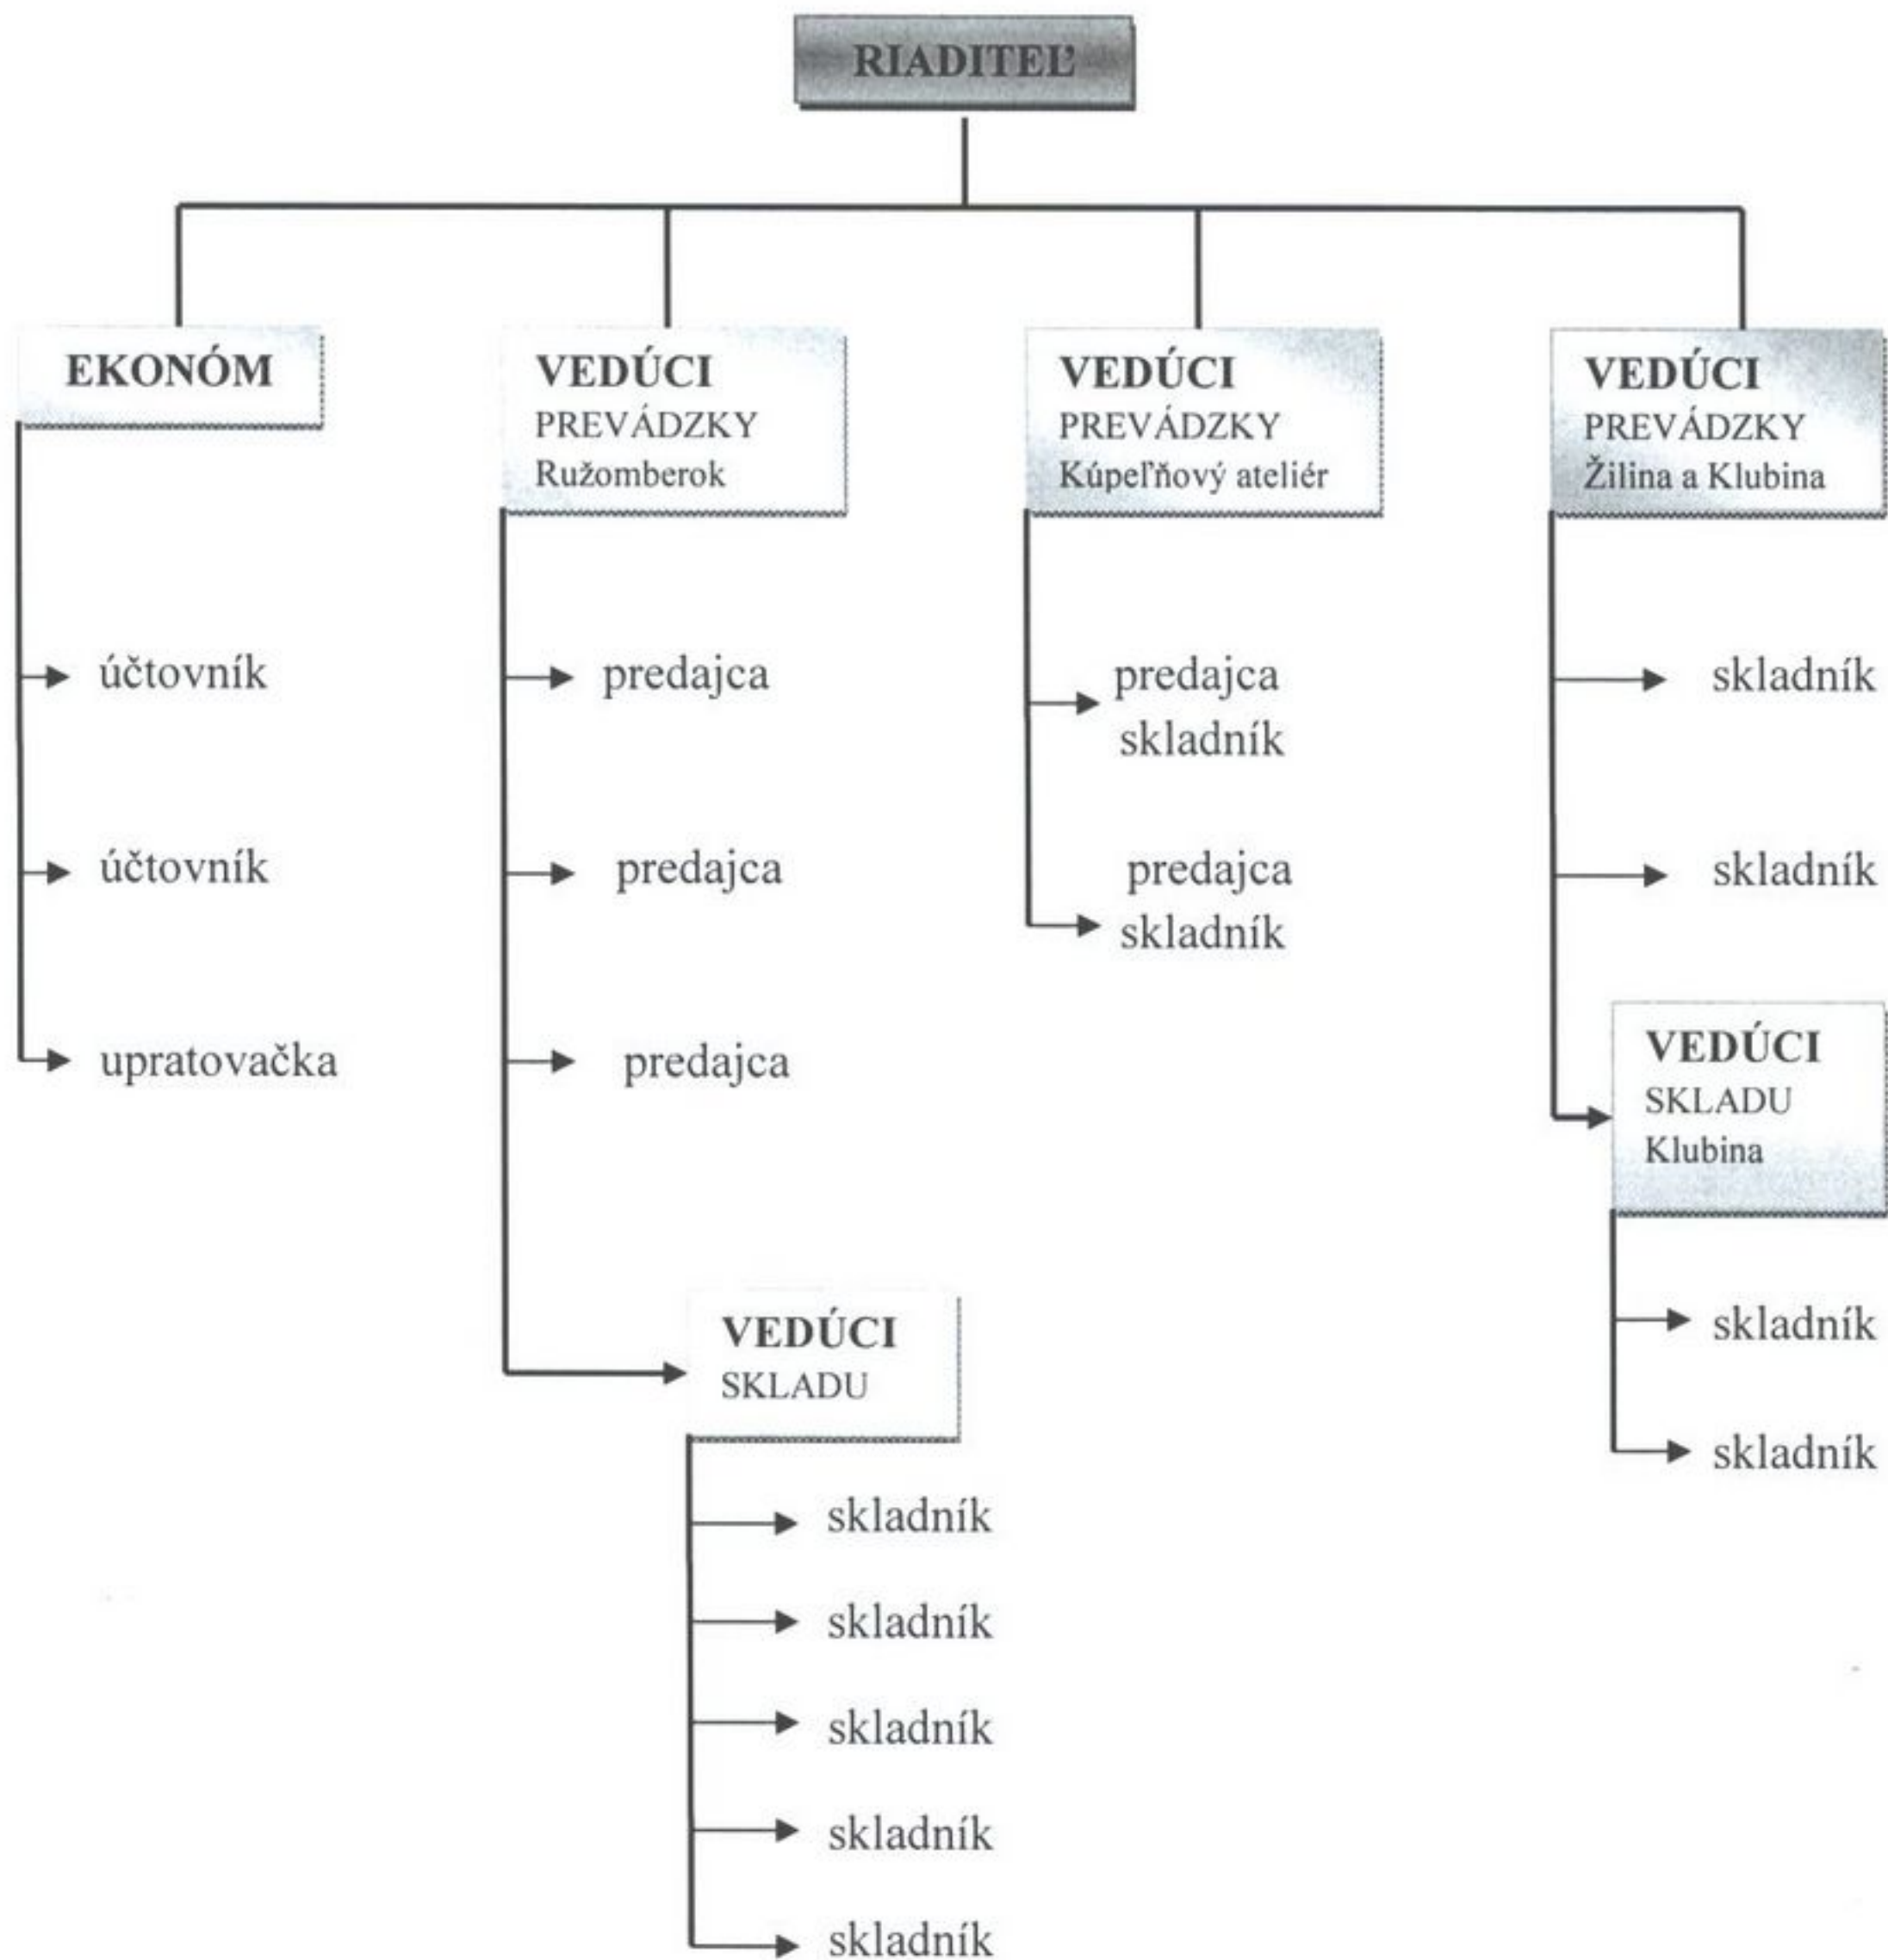 RIADITEĽ
EKONÓM
účtovník
účtovník
upratovačka
VEDÚCI
PREVÁDZKY
Ružomberok
predajca
predajca
predajca
VEDÚCI
SKLADU
skladník
skladník
skladník
skladník
skladník
VEDÚCI
PREVÁDZKY
Kúpeľňový ateliér
predajca
skladník
predajca
skladník
VEDÚCI
PREVÁDZKY
Žilina a Klubina
skladník
skladník
VEDÚCI
SKLADU
Klubina
skladník
skladník